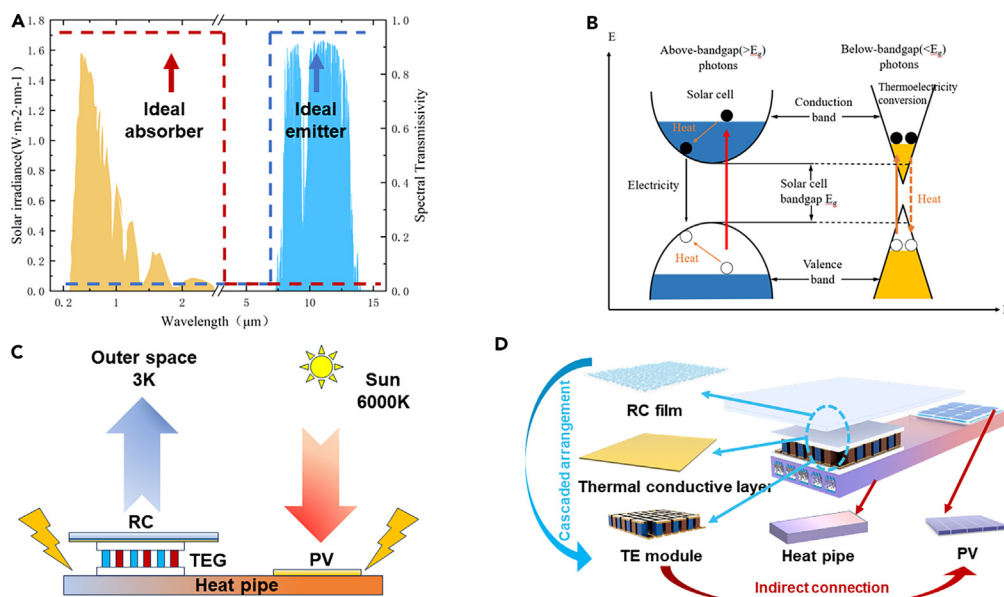 A
Solar irradiance(W·m-2·nm-1)
1.8
1.6
1.4
1.2
1.0
0.8
0.6
0.4
0.2
0.0
Ideal
absorber
Ideal
emitter
1.0
0.8
0.6
0.4
0.2
0.0
Spectral Transmissivity
0.2
1
2
5
10
15
Wavelength（μm）
B
E
Above-bandgap(>Eg)
photons
Below-bandgap(<Eg)
photons
Solar cell
Thermoelectricity
conversion
Conduction
band
Heat
Electricity
Solar cell
bandgap Eg
Heat
Heat
Valence
band
C
Outer space
3K
Sun
6000K
RC
TEG
PV
Heat pipe
D
Cascaded arrangement
RC film
Thermal conductive layer
TE module
Heat pipe
PV
Indirect connection